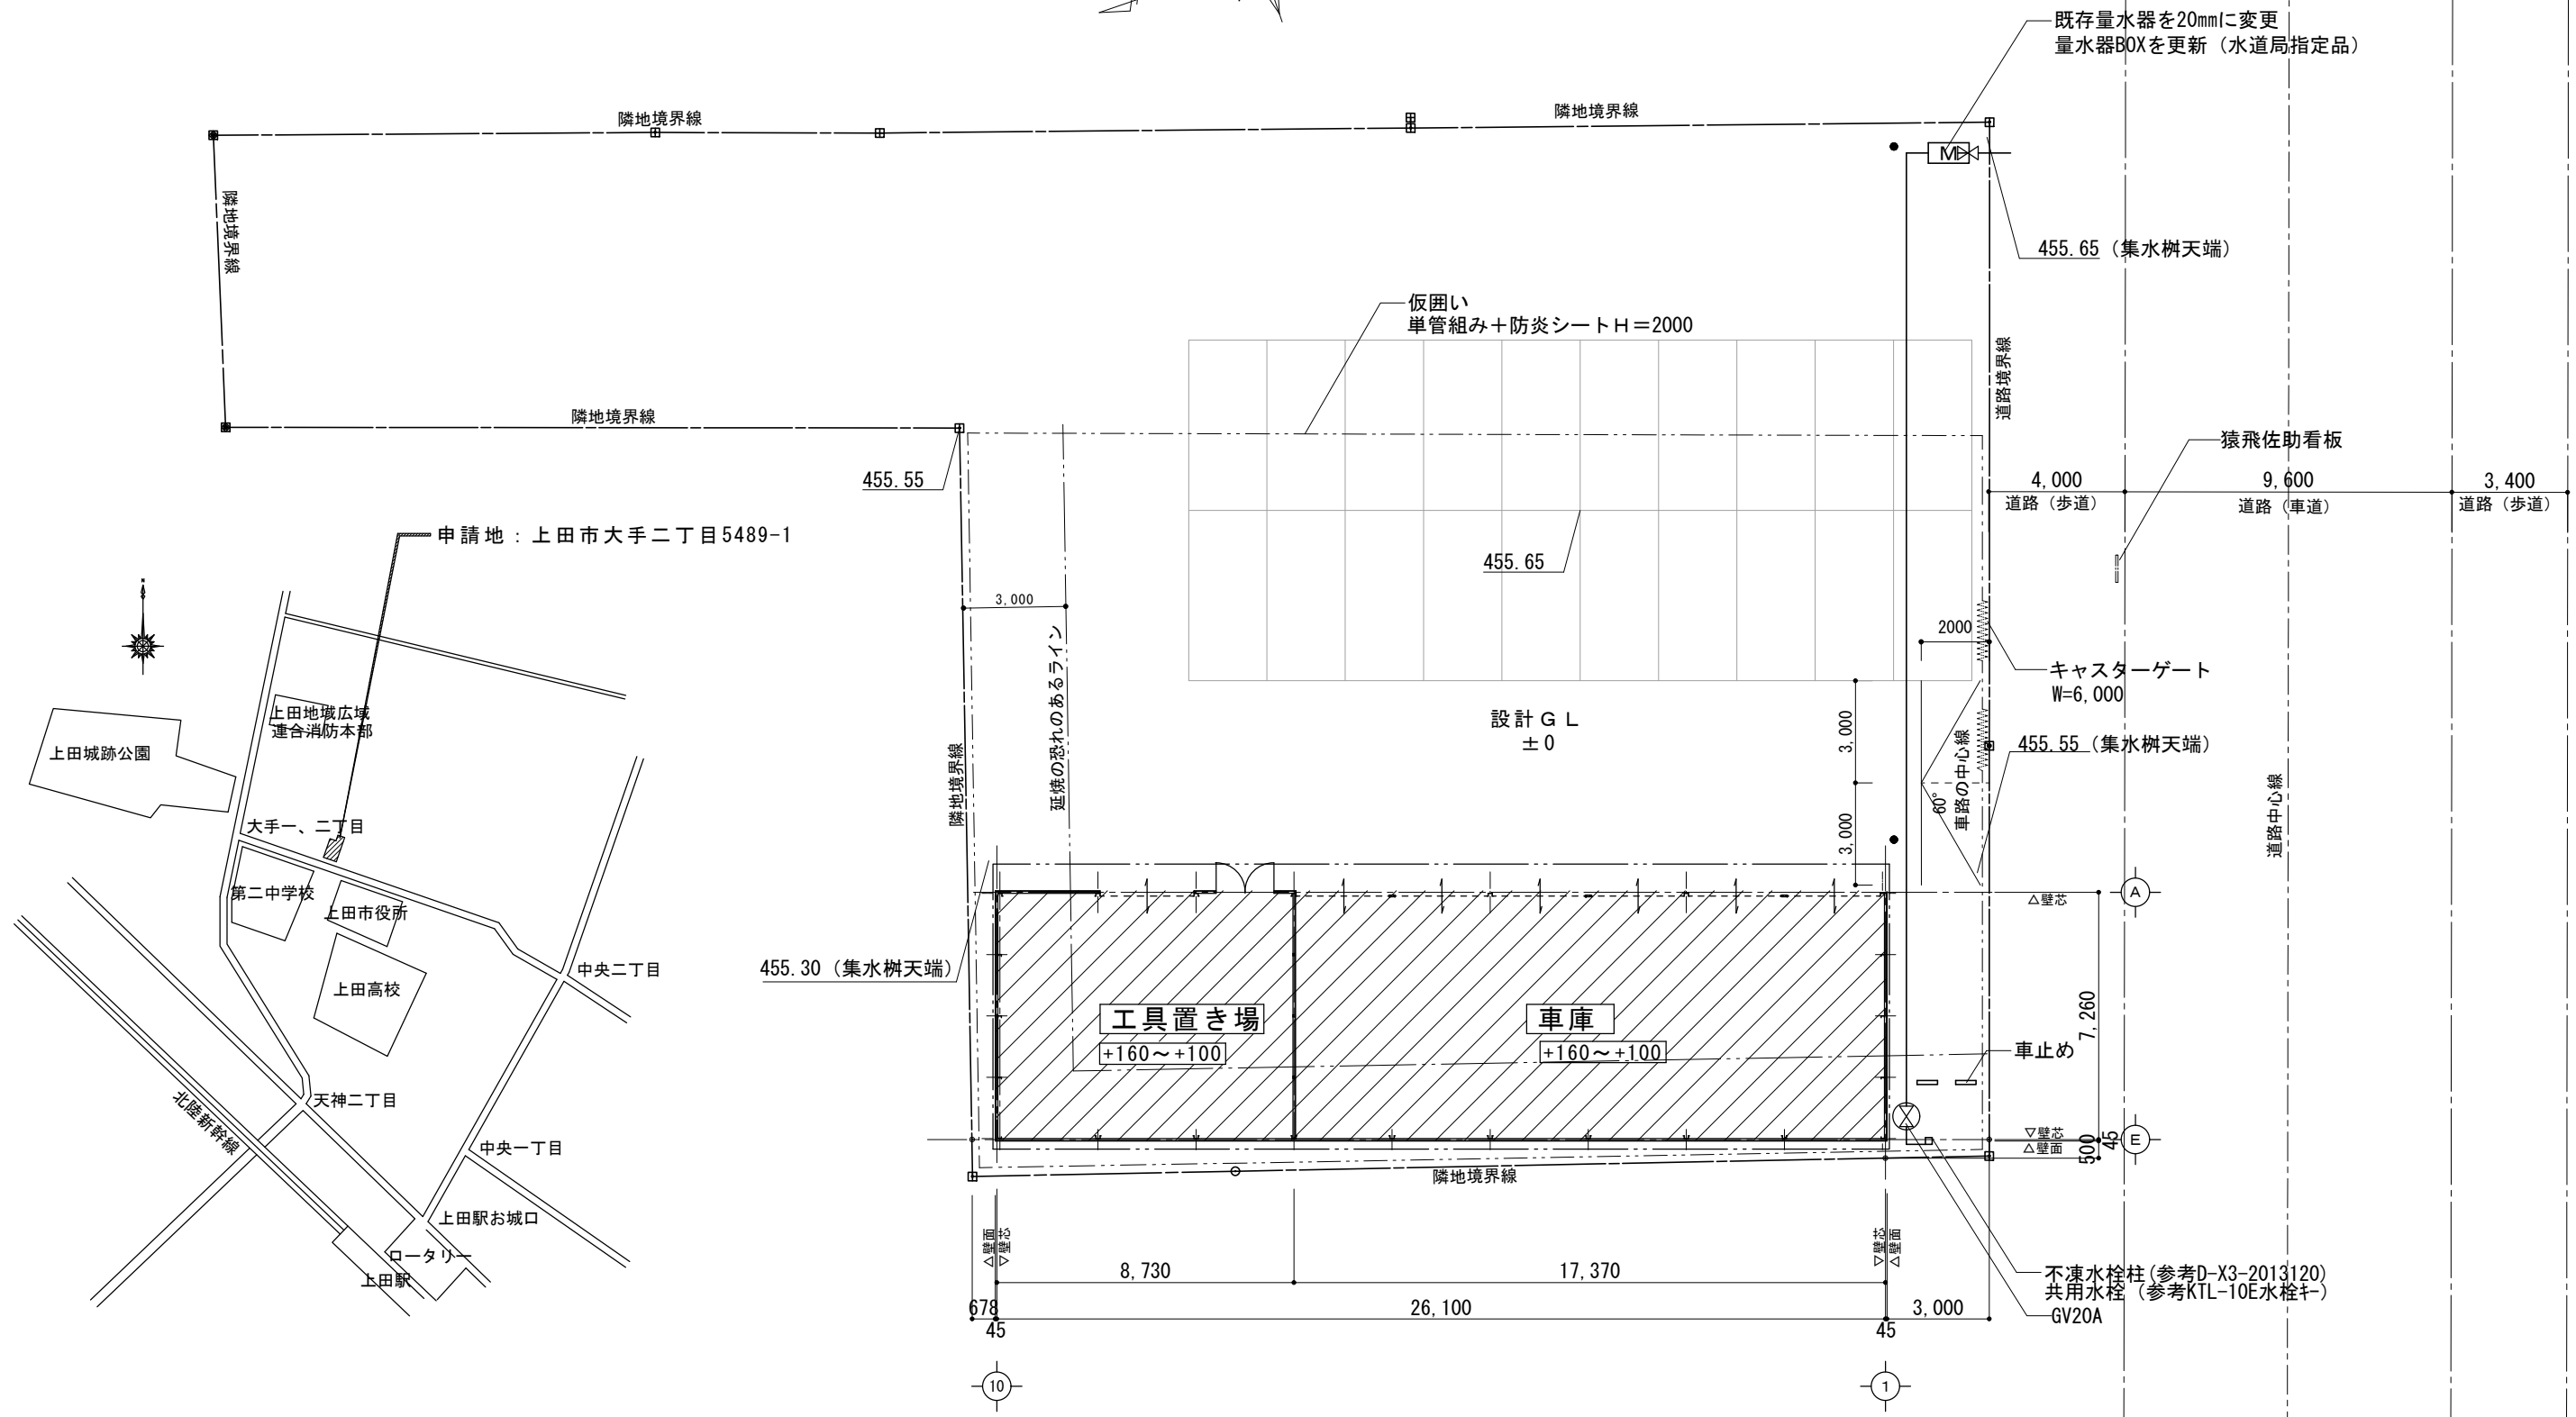 既存量水器を20mmに変更
量水器BOXを更新（水道局指定品）
隣地境界線
隣地境界線
隣地境界線
M
455.65（集水桝天端）
仮囲い
単管組み＋防炎シートＨ＝2000
道路境界線
隣地境界線
猿飛佐助看板
455.55
4,000
道路（歩道）
9,600
道路（車道）
3,400
道路（歩道）
申請地：上田市大手二丁目5489-1
455.65
3,000
延焼の恐れのあるライン
2000
キャスターゲート
W=6,000
設計ＧＬ
±0
3,000
3,000
60°
車路の中心線
455.55（集水桝天端）
隣地境界線
道路中心線
上田地域広域
連合消防本部
上田城跡公園
大手一、二丁目
第二中学校
上田市役所
上田高校
中央二丁目
天神二丁目
北陸新幹線
中央一丁目
上田駅お城口
ロータリー
上田駅
455.30（集水桝天端）
工具置き場
+160～+100
車庫
+160～+100
△壁芯
A
7,260
車止め
▽壁芯
△壁面
500
45
E
隣地境界線
△壁面
▽壁芯
▽壁芯
△壁面
8,730
17,370
678
45
26,100
45
3,000
不凍水栓柱(参考D-X3-2013120)
共用水栓（参考KTL-10E水栓ｷｰ）
GV20A
10
1